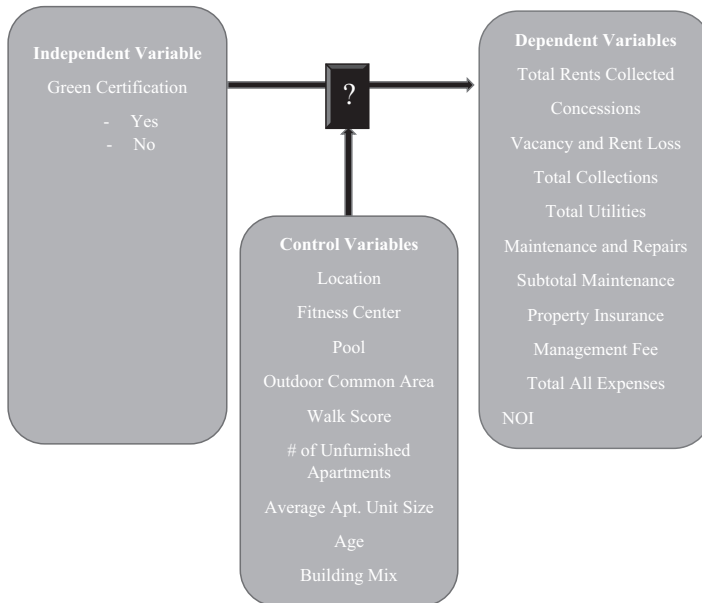 Independent Variable
Green Certification
- Yes
- No
?
Control Variables
Location
Fitness Center
Pool
Outdoor Common Area
Walk Score
# of Unfurnished
Apartments
Average Apt. Unit Size
Age
Building Mix
Dependent Variables
Total Rents Collected
Concessions
Vacancy and Rent Loss
Total Collections
Total Utilities
Maintenance and Repairs
Subtotal Maintenance
Property Insurance
Management Fee
Total All Expenses
NOI